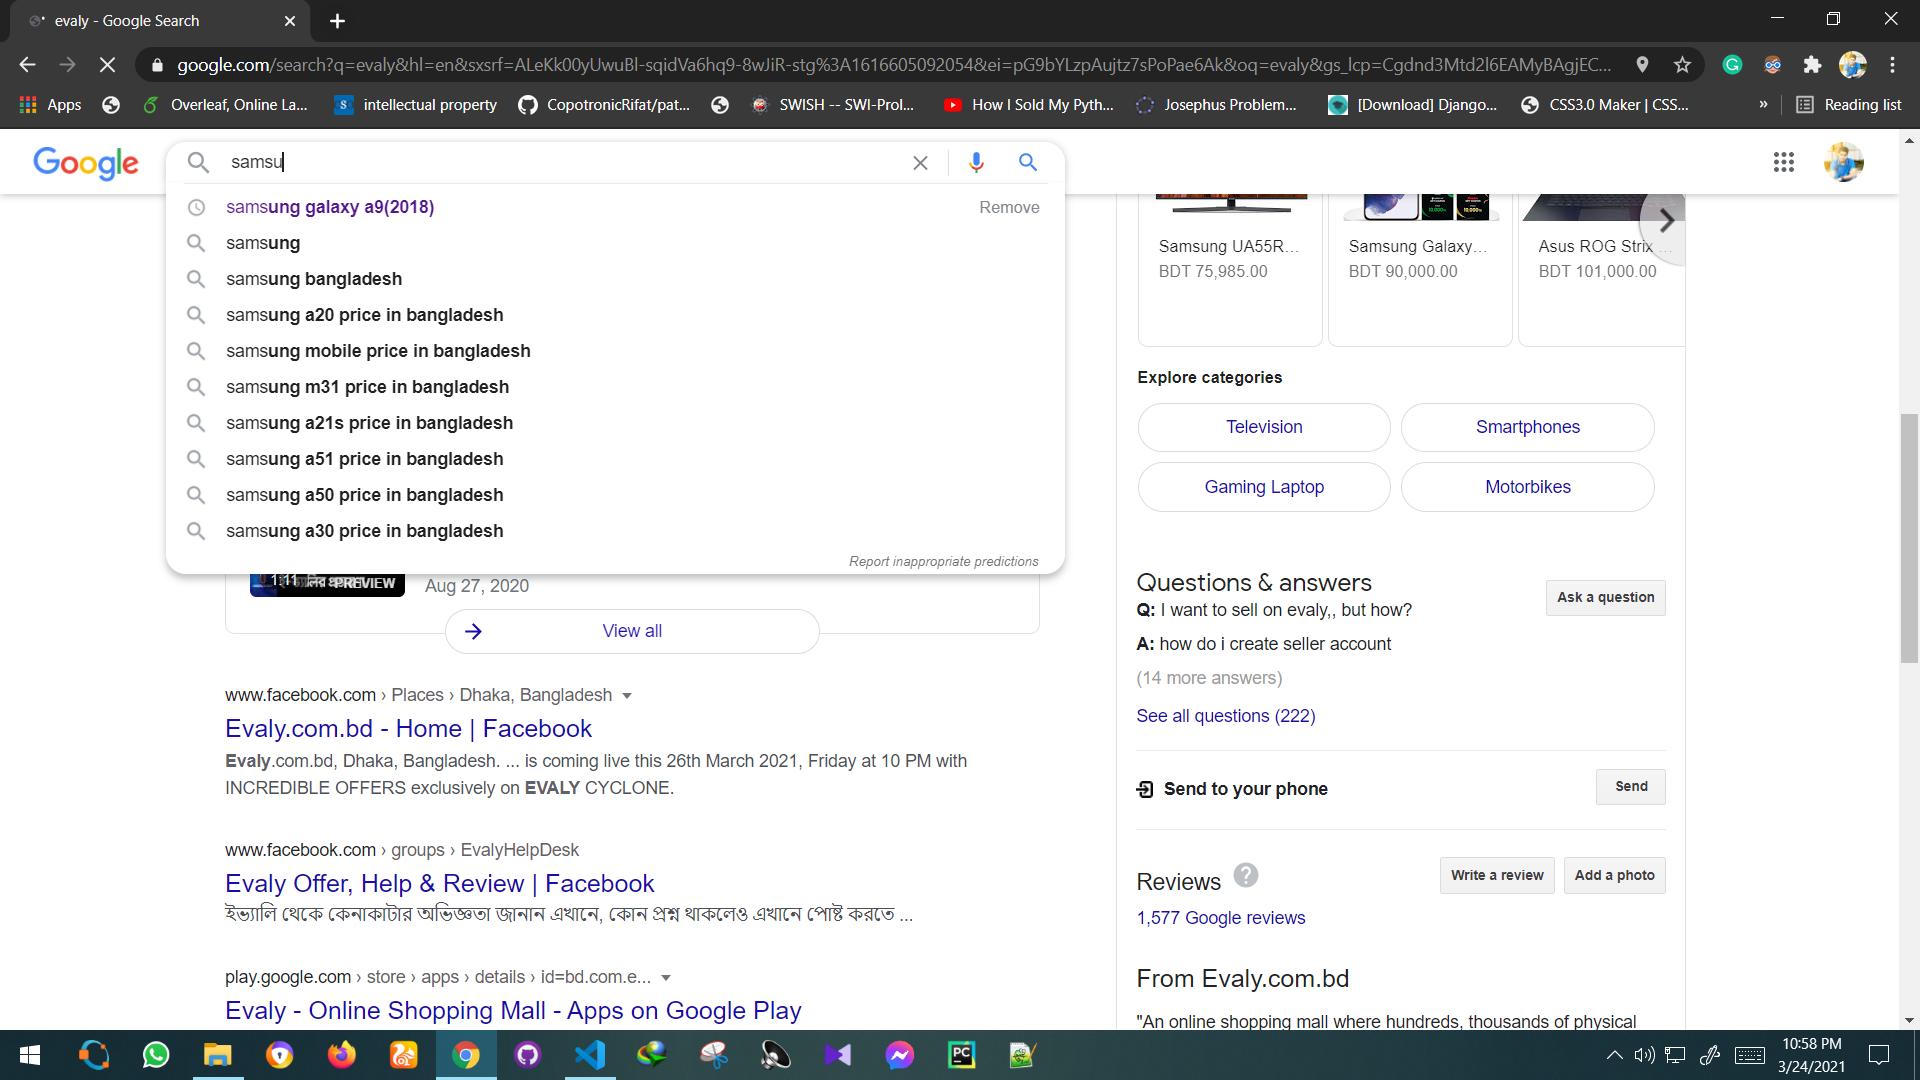 evaly - Google Search
google.com/search?q=evaly&hl=en&sxsrf=ALeKk00yUwuBl-sqidVa6hq9-8wJiR-stg%3A1616605092054&ei=pG9bYLZpAujtz7sPoPae6Ak&oq=evaly&gs_lcp=Cgdnd3Mtd2l6EAMyBAgjEC...
Apps Overleaf, Online La... intellectual property CopotronicRifat/pat... SWISH -- SWI-Prol... How I Sold My Pyth... Josephus Problem... [Download] Django... CSS3.0 Maker | CSS... » Reading list
Google
samsu
samsung galaxy a9(2018) Remove
samsung
samsung bangladesh
samsung a20 price in bangladesh
samsung mobile price in bangladesh
samsung m31 price in bangladesh
samsung a21s price in bangladesh
samsung a51 price in bangladesh
samsung a50 price in bangladesh
samsung a30 price in bangladesh
Report inappropriate predictions
1:11 PREVIEW
Aug 27, 2020
View all
www.facebook.com › Places › Dhaka, Bangladesh
Evaly.com.bd - Home | Facebook
Evaly.com.bd, Dhaka, Bangladesh. ... is coming live this 26th March 2021, Friday at 10 PM with
INCREDIBLE OFFERS exclusively on EVALY CYCLONE.
www.facebook.com › groups › EvalyHelpDesk
Evaly Offer, Help & Review | Facebook
ইভ্যালি থেকে কেনাকাটার অভিজ্ঞতা জানান এখানে, কোন প্রশ্ন থাকলেও এখানে পোষ্ট করতে ...
play.google.com › store › apps › details › id=bd.com.e...
Evaly - Online Shopping Mall - Apps on Google Play
Samsung UA55R... Samsung Galaxy... Asus ROG Strix ...
BDT 75,985.00 BDT 90,000.00 BDT 101,000.00
Explore categories
Television Smartphones
Gaming Laptop Motorbikes
Questions & answers
Ask a question
Q: I want to sell on evaly,, but how?
A: how do i create seller account
(14 more answers)
See all questions (222)
Send to your phone Send
Reviews Write a review Add a photo
1,577 Google reviews
From Evaly.com.bd
"An online shopping mall where hundreds, thousands of physical
10:58 PM
3/24/2021